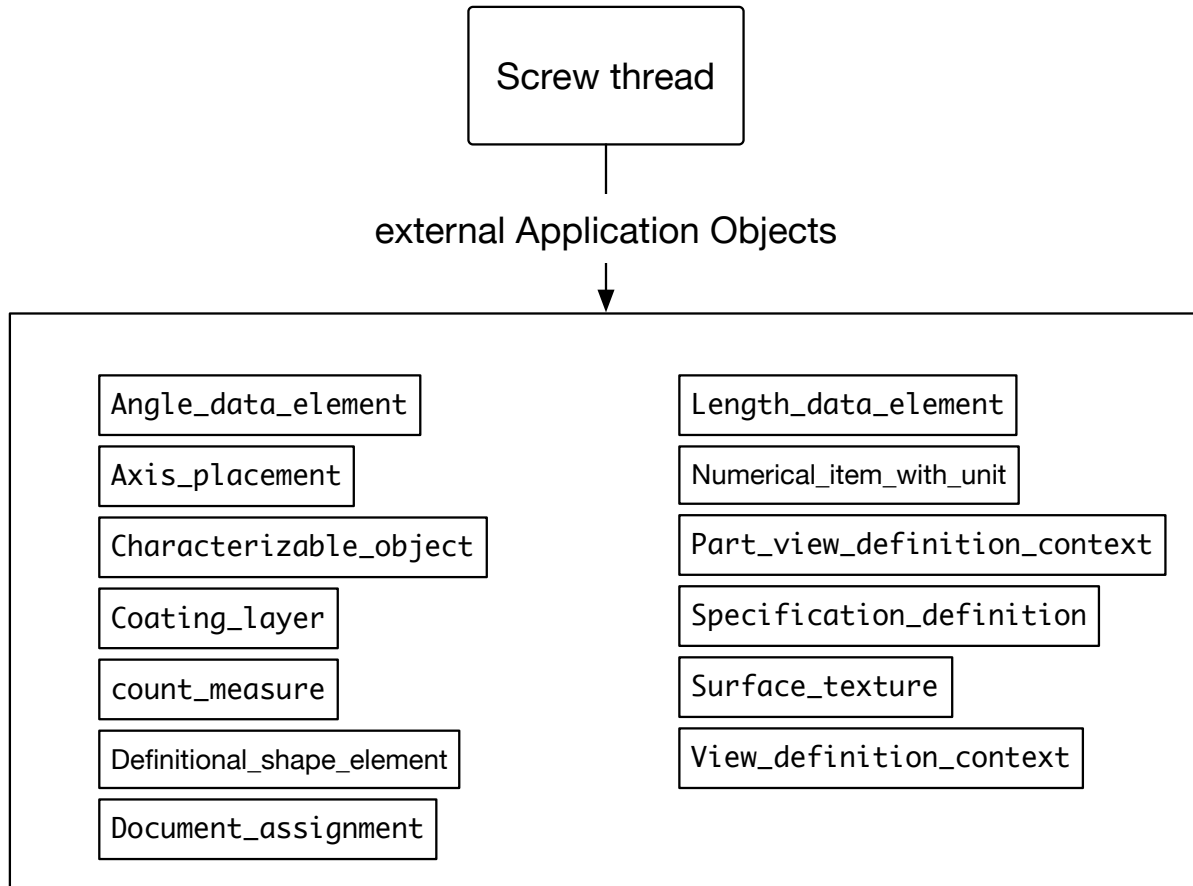 Screw thread
external Application Objects
Angle_data_element
Axis_placement
Characterizable_object
Coating_layer
count_measure
Definitional_shape_element
Document_assignment
Length_data_element
Numerical_item_with_unit
Part_view_definition_context
Specification_definition
Surface_texture
View_definition_context